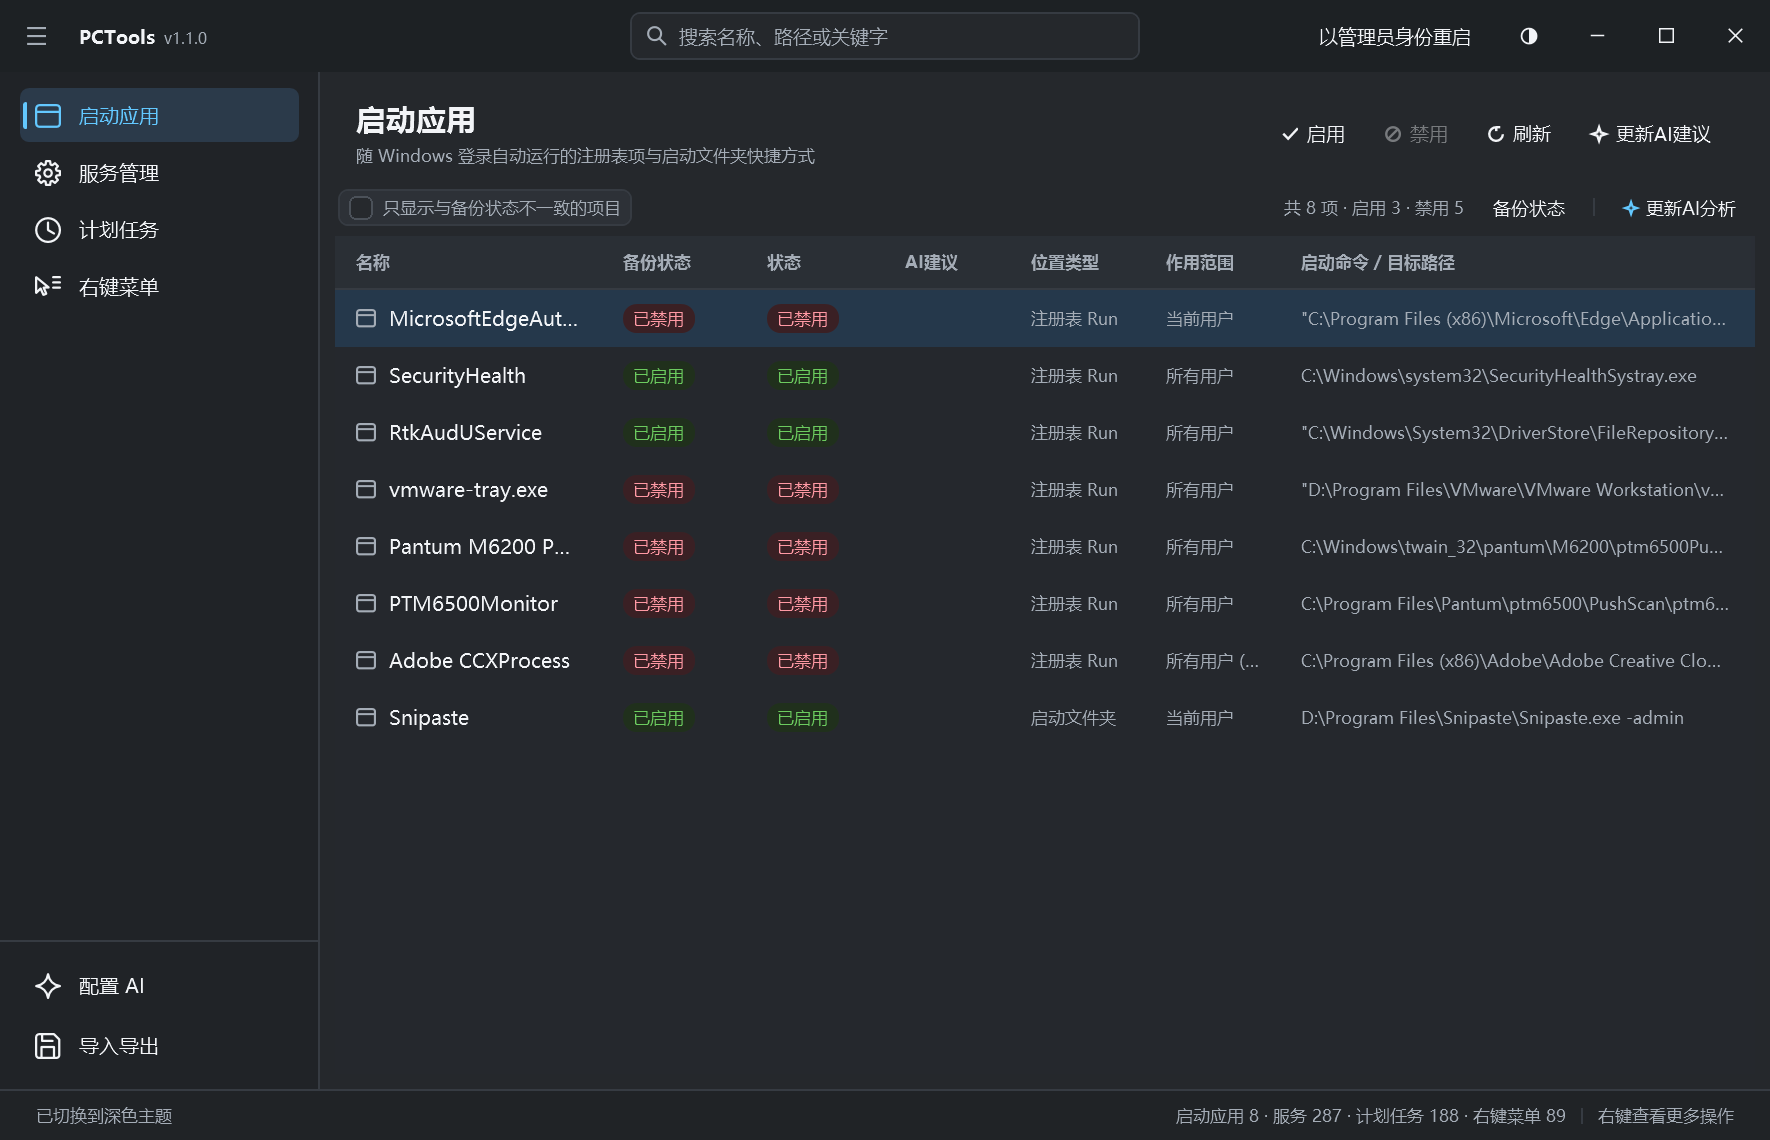 PCTools v1.1.0
搜索名称、路径或关键字
以管理员身份重启
启动应用
服务管理
计划任务
右键菜单
配置 AI
导入导出
启动应用
随 Windows 登录自动运行的注册表项与启动文件夹快捷方式
启用 禁用 刷新 更新AI建议
只显示与备份状态不一致的项目
共 8 项 · 启用 3 · 禁用 5 备份状态 更新AI分析
名称 备份状态 状态 AI建议 位置类型 作用范围 启动命令 / 目标路径
MicrosoftEdgeAut... 已禁用 已禁用 注册表 Run 当前用户 "C:\Program Files (x86)\Microsoft\Edge\Applicatio...
SecurityHealth 已启用 已启用 注册表 Run 所有用户 C:\Windows\system32\SecurityHealthSystray.exe
RtkAudUService 已启用 已启用 注册表 Run 所有用户 "C:\Windows\System32\DriverStore\FileRepository...
vmware-tray.exe 已禁用 已禁用 注册表 Run 所有用户 "D:\Program Files\VMware\VMware Workstation\v...
Pantum M6200 P... 已禁用 已禁用 注册表 Run 所有用户 C:\Windows\twain_32\pantum\M6200\ptm6500Pu...
PTM6500Monitor 已禁用 已禁用 注册表 Run 所有用户 C:\Program Files\Pantum\ptm6500\PushScan\ptm6...
Adobe CCXProcess 已禁用 已禁用 注册表 Run 所有用户 (... C:\Program Files (x86)\Adobe\Adobe Creative Clo...
Snipaste 已启用 已启用 启动文件夹 当前用户 D:\Program Files\Snipaste\Snipaste.exe -admin
已切换到深色主题
启动应用 8 · 服务 287 · 计划任务 188 · 右键菜单 89 右键查看更多操作